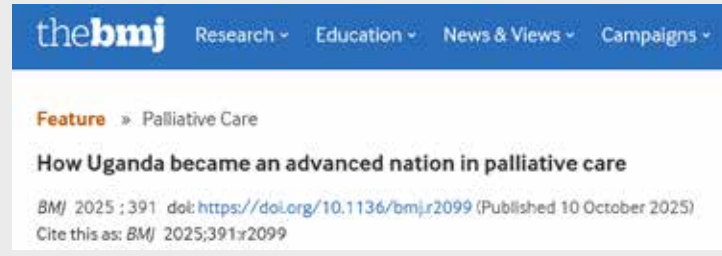 thebmj Research Education News & Views Campaigns
Feature » Palliative Care
How Uganda became an advanced nation in palliative care
BMJ 2025 ; 391 doi: https://doi.org/10.1136/bmj.r2099 (Published 10 October 2025)
Cite this as: BMJ 2025;391:r2099